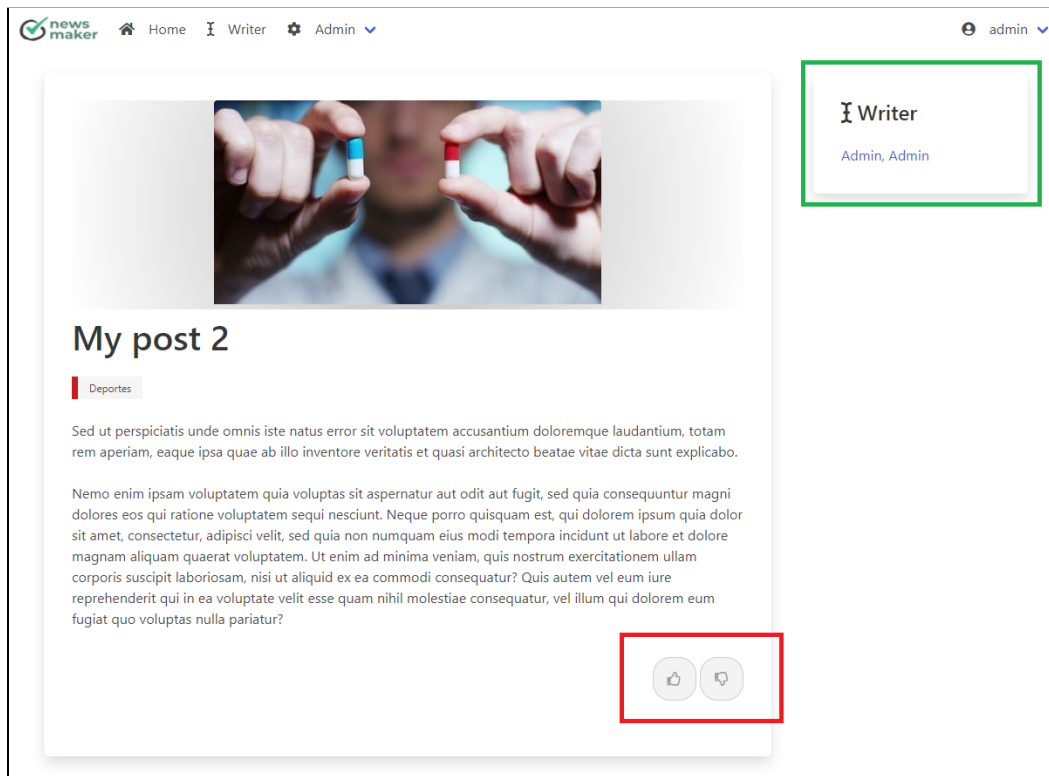 news maker Home Writer Admin admin
Writer
Admin, Admin
My post 2
Deportes
Sed ut perspiciatis unde omnis iste natus error sit voluptatem accusantium doloremque laudantium, totam
rem aperiam, eaque ipsa quae ab illo inventore veritatis et quasi architecto beatae vitae dicta sunt explicabo.
Nemo enim ipsam voluptatem quia voluptas sit aspernatur aut odit aut fugit, sed quia consequuntur magni
dolores eos qui ratione voluptatem sequi nesciunt. Neque porro quisquam est, qui dolorem ipsum quia dolor
sit amet, consectetur, adipisci velit, sed quia non numquam eius modi tempora incidunt ut labore et dolore
magnam aliquam quaerat voluptatem. Ut enim ad minima veniam, quis nostrum exercitationem ullam
corporis suscipit laboriosam, nisi ut aliquid ex ea commodi consequatur? Quis autem vel eum iure
reprehenderit qui in ea voluptate velit esse quam nihil molestiae consequatur, vel illum qui dolorem eum
fugiat quo voluptas nulla pariatur?